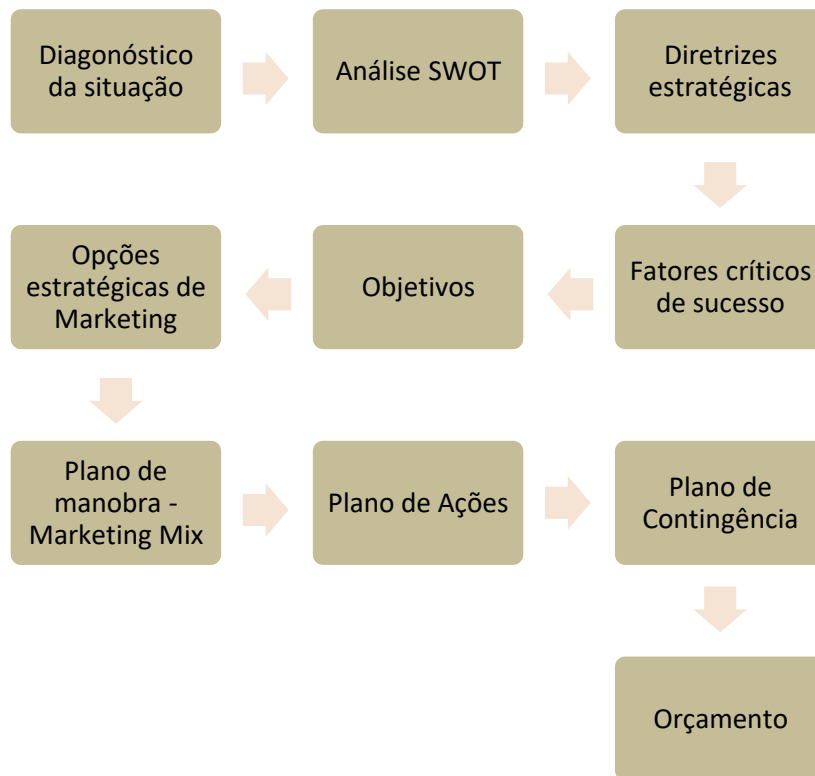 Diagonóstico
da situação
Análise SWOT
Diretrizes
estratégicas
Fatores críticos
de sucesso
Objetivos
Opções
estratégicas de
Marketing
Plano de
manobra -
Marketing Mix
Plano de Ações
Plano de
Contingência
Orçamento